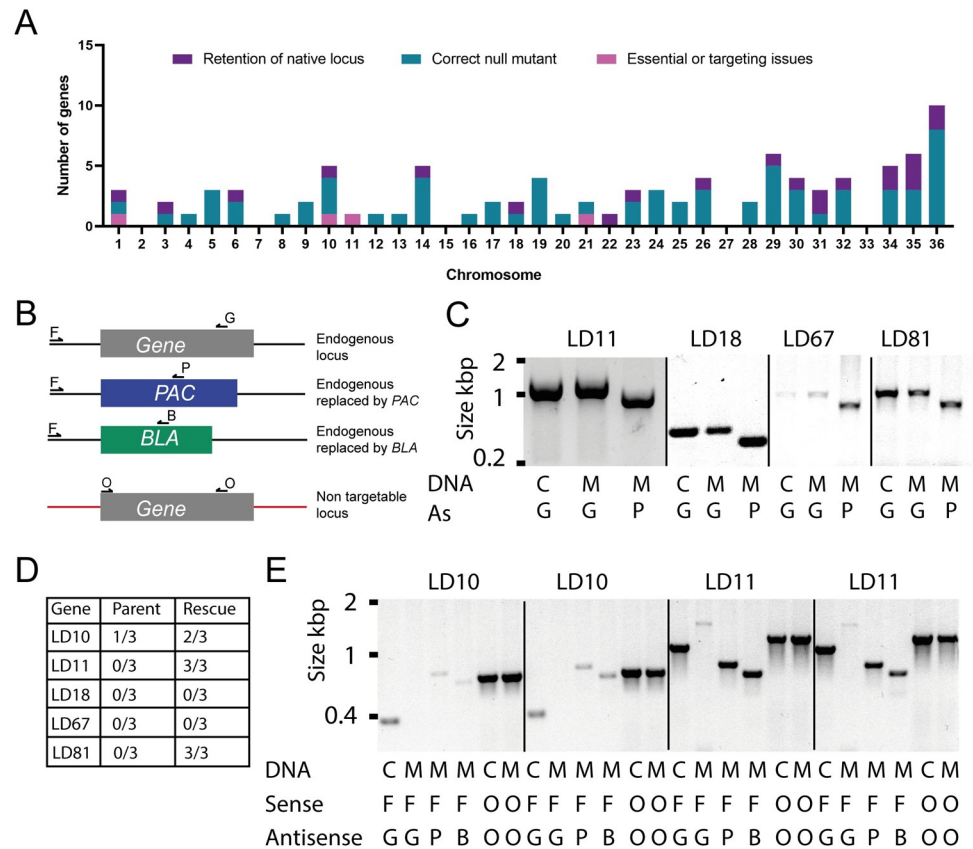 A
15
10
5
0
Number of genes
Retention of native locus
Correct null mutant
Essential or targeting issues
1 2 3 4 5 6 7 8 9 10 11 12 13 14 15 16 17 18 19 20 21 22 23 24 25 26 27 28 29 30 31 32 33 34 35 36
Chromosome
B
F G
Gene
Endogenous
locus
F P
PAC
Endogenous
replaced by PAC
F B
BLA
Endogenous
replaced by BLA
O O
Gene
Non targetable
locus
C
LD11 LD18 LD67 LD81
Size kbp
2
1
0.2
DNA C M M C M M C M M C M M
As G G P G G P G G P G G P
D
Gene Parent Rescue
LD10 1/3 2/3
LD11 0/3 3/3
LD18 0/3 0/3
LD67 0/3 0/3
LD81 0/3 3/3
E
LD10 LD10 LD11 LD11
Size kbp
2
1
0.4
DNA C M M M C M C M M M C M C M M M C M C M M M C M
Sense F F F F O O F F F F O O F F F F O O F F F F O O
Antisense G G P B O O G G P B O O G G P B O O G G P B O O